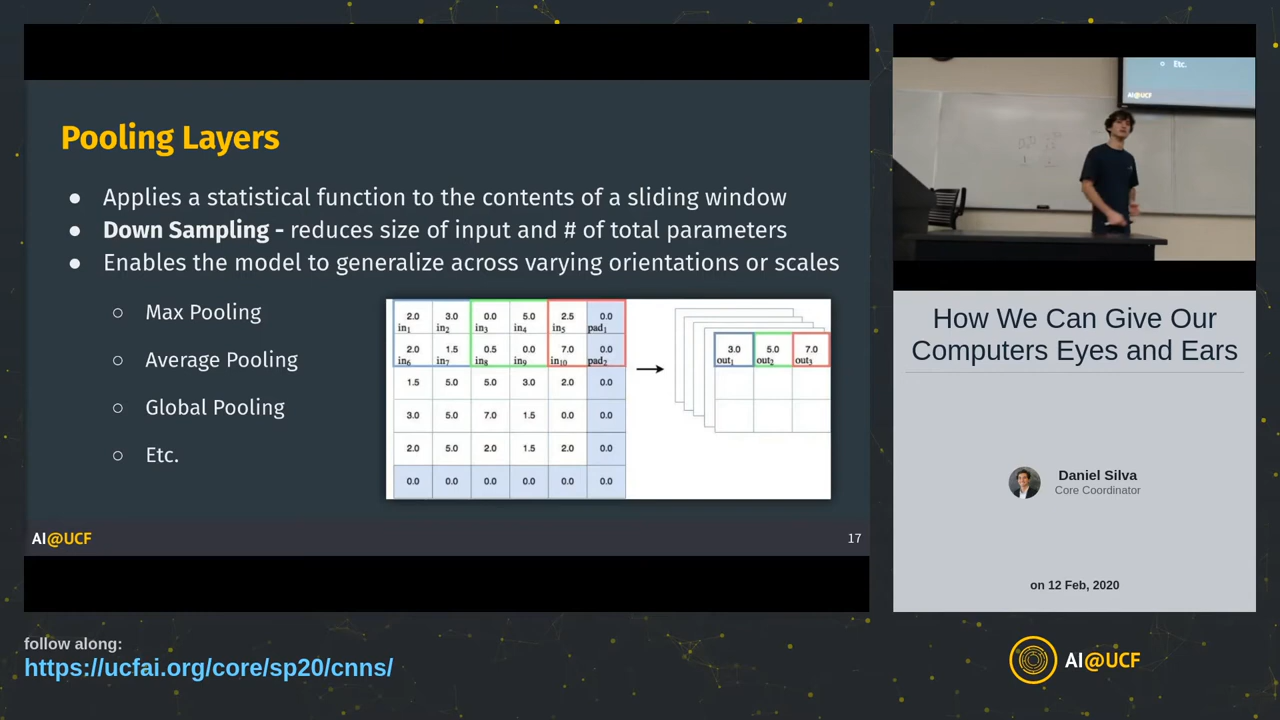 Pooling Layers
● Applies a statistical function to the contents of a sliding window
● Down Sampling - reduces size of input and # of total parameters
● Enables the model to generalize across varying orientations or scales
○ Max Pooling
○ Average Pooling
○ Global Pooling
○ Etc.
2.0 3.0 0.0 5.0 2.5 0.0
in1 in2 in3 in4 in5 pad1
2.0 1.5 0.5 0.0 7.0 0.0
in6 in7 in8 in9 in10 pad2
1.5 5.0 5.0 3.0 2.0 0.0
3.0 5.0 7.0 1.5 0.0 0.0
2.0 5.0 2.0 1.5 2.0 0.0
0.0 0.0 0.0 0.0 0.0 0.0
→
3.0 5.0 7.0
out1 out2 out3
AI@UCF
17
○ Etc.
AI@UCF
How We Can Give Our
Computers Eyes and Ears
Daniel Silva
Core Coordinator
on 12 Feb, 2020
follow along:
https://ucfai.org/core/sp20/cnns/
AI@UCF